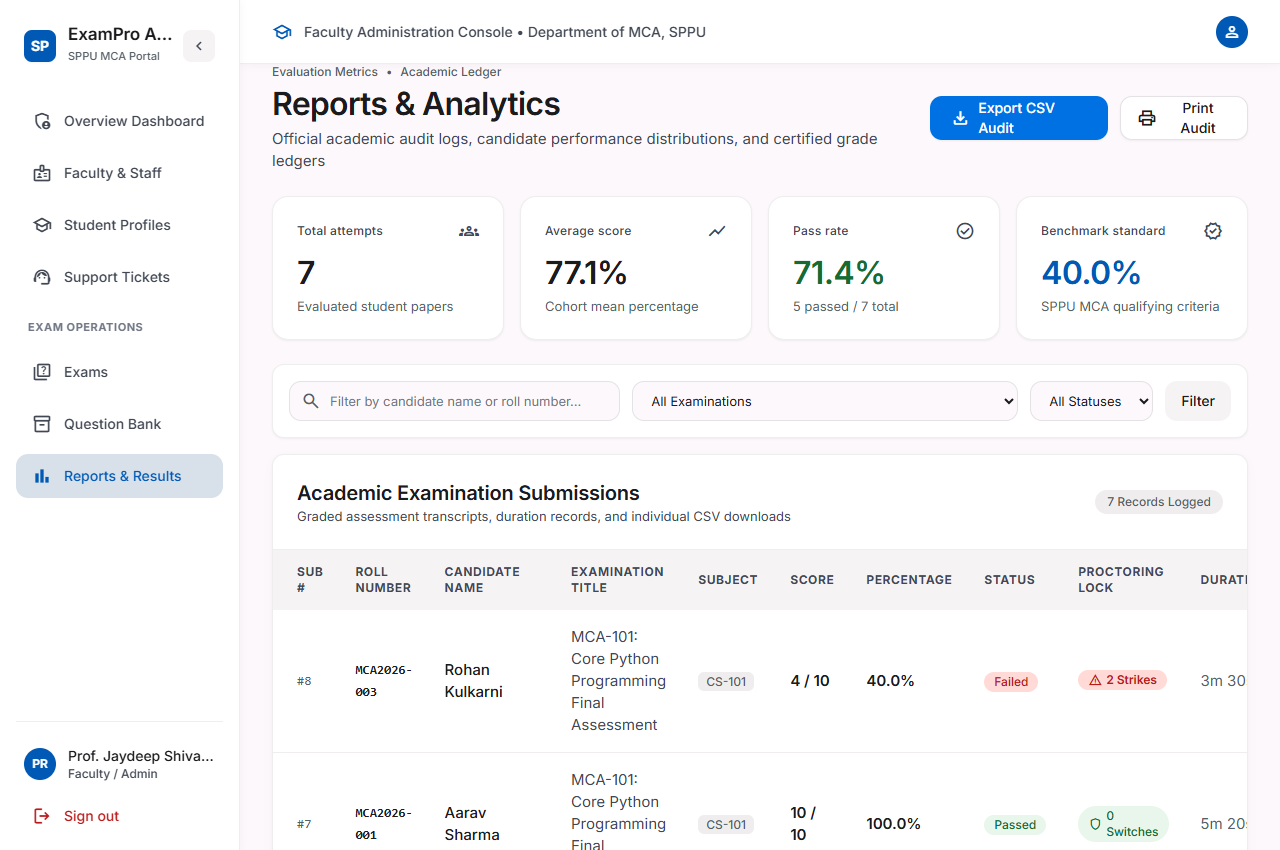 SP
ExamPro A...
SPPU MCA Portal
Overview Dashboard
Faculty & Staff
Student Profiles
Support Tickets
EXAM OPERATIONS
Exams
Question Bank
Reports & Results
PR
Prof. Jaydeep Shiva...
Faculty / Admin
Sign out
Faculty Administration Console • Department of MCA, SPPU
Evaluation Metrics • Academic Ledger
Reports & Analytics
Official academic audit logs, candidate performance distributions, and certified grade
ledgers
Export CSV
Audit
Print
Audit
Total attempts
7
Evaluated student papers
Average score
77.1%
Cohort mean percentage
Pass rate
71.4%
5 passed / 7 total
Benchmark standard
40.0%
SPPU MCA qualifying criteria
Filter by candidate name or roll number...
All Examinations
All Statuses
Filter
Academic Examination Submissions
Graded assessment transcripts, duration records, and individual CSV downloads
7 Records Logged
SUB
#
ROLL
NUMBER
CANDIDATE
NAME
EXAMINATION
TITLE
SUBJECT
SCORE
PERCENTAGE
STATUS
PROCTORING
LOCK
DURATI
#8
MCA2026-
003
Rohan
Kulkarni
MCA-101:
Core Python
Programming
Final
Assessment
CS-101
4 / 10
40.0%
Failed
2 Strikes
3m 30
#7
MCA2026-
001
Aarav
Sharma
MCA-101:
Core Python
Programming
Final
CS-101
10 /
10
100.0%
Passed
0
Switches
5m 20